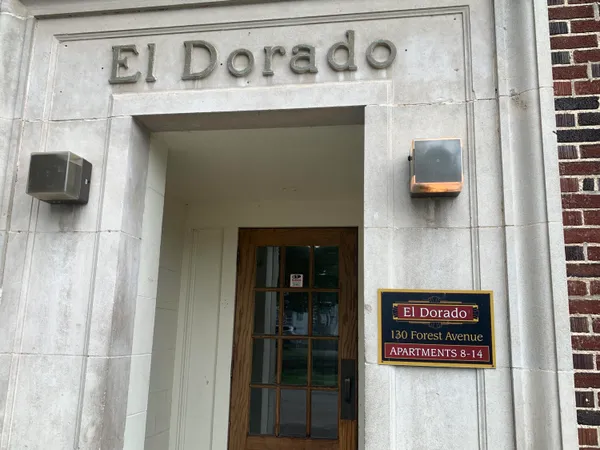 El Dorado
El Dorado
130 Forest Avenue
APARTMENTS 8-14